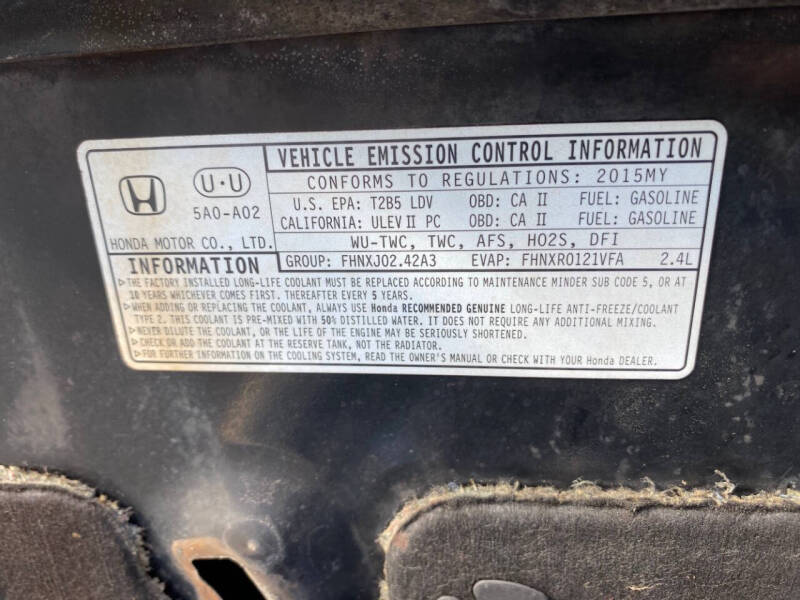 VEHICLE EMISSION CONTROL INFORMATION
CONFORMS TO REGULATIONS: 2015MY
U.S. EPA: T2B5 LDV OBD: CA II FUEL: GASOLINE
CALIFORNIA: ULEV II PC OBD: CA II FUEL: GASOLINE
WU-TWC, TWC, AFS, HO2S, DFI
GROUP: FHNXJ02.42A3 EVAP: FHNXR0121VFA 2.4L
U·U
5A0-A02
HONDA MOTOR CO., LTD.
INFORMATION
▷THE FACTORY INSTALLED LONG-LIFE COOLANT MUST BE REPLACED ACCORDING TO MAINTENANCE MINDER SUB CODE 5, OR AT
10 YEARS WHICHEVER COMES FIRST. THEREAFTER EVERY 5 YEARS.
▷WHEN ADDING OR REPLACING THE COOLANT, ALWAYS USE Honda RECOMMENDED GENUINE LONG-LIFE ANTI-FREEZE/COOLANT
TYPE 2. THIS COOLANT IS PRE-MIXED WITH 50% DISTILLED WATER. IT DOES NOT REQUIRE ANY ADDITIONAL MIXING.
▷NEVER DILUTE THE COOLANT, OR THE LIFE OF THE ENGINE MAY BE SERIOUSLY SHORTENED.
▷CHECK OR ADD THE COOLANT AT THE RESERVE TANK, NOT THE RADIATOR.
▷FOR FURTHER INFORMATION ON THE COOLING SYSTEM, READ THE OWNER'S MANUAL OR CHECK WITH YOUR Honda DEALER.